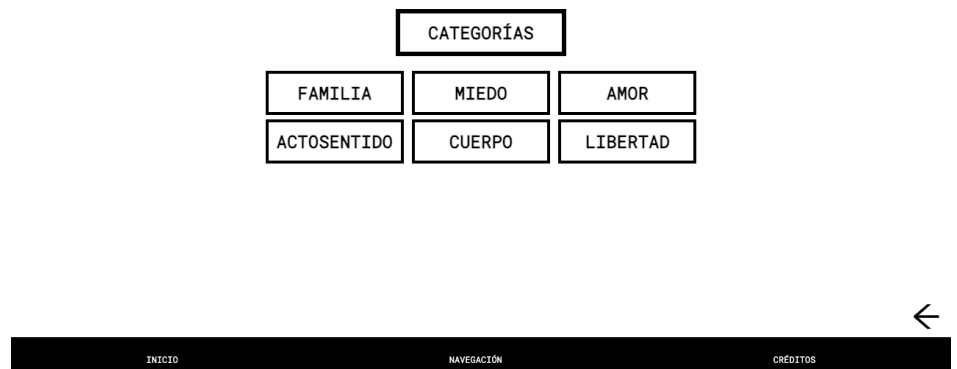 CATEGORÍAS
FAMILIA MIEDO AMOR
ACTOSENTIDO CUERPO LIBERTAD
INICIO NAVEGACIÓN CRÉDITOS